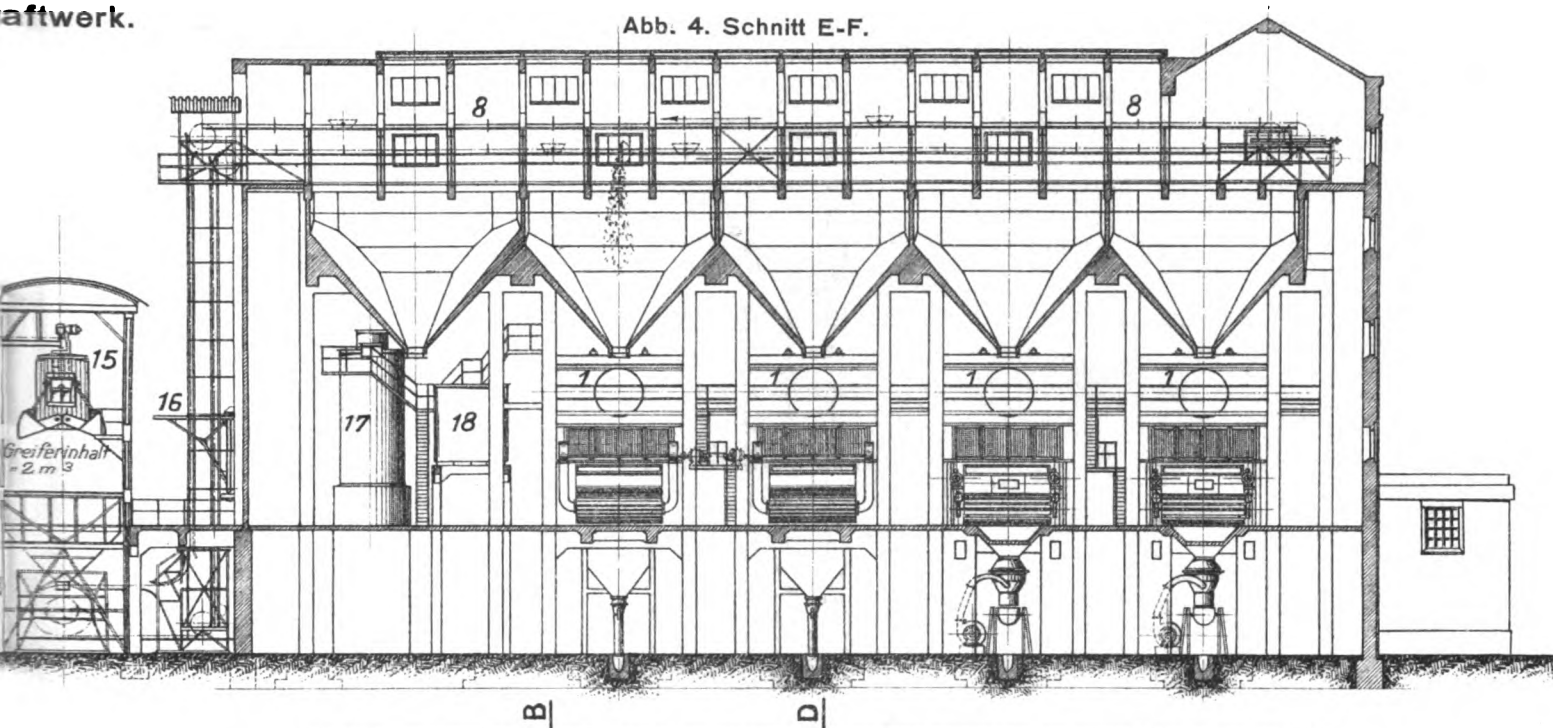 aftwerk.
Abb. 4. Schnitt E-F.
8 8
15
16
17 18 1 1 1 1
Greiferinhalt
= 2 m³
B D